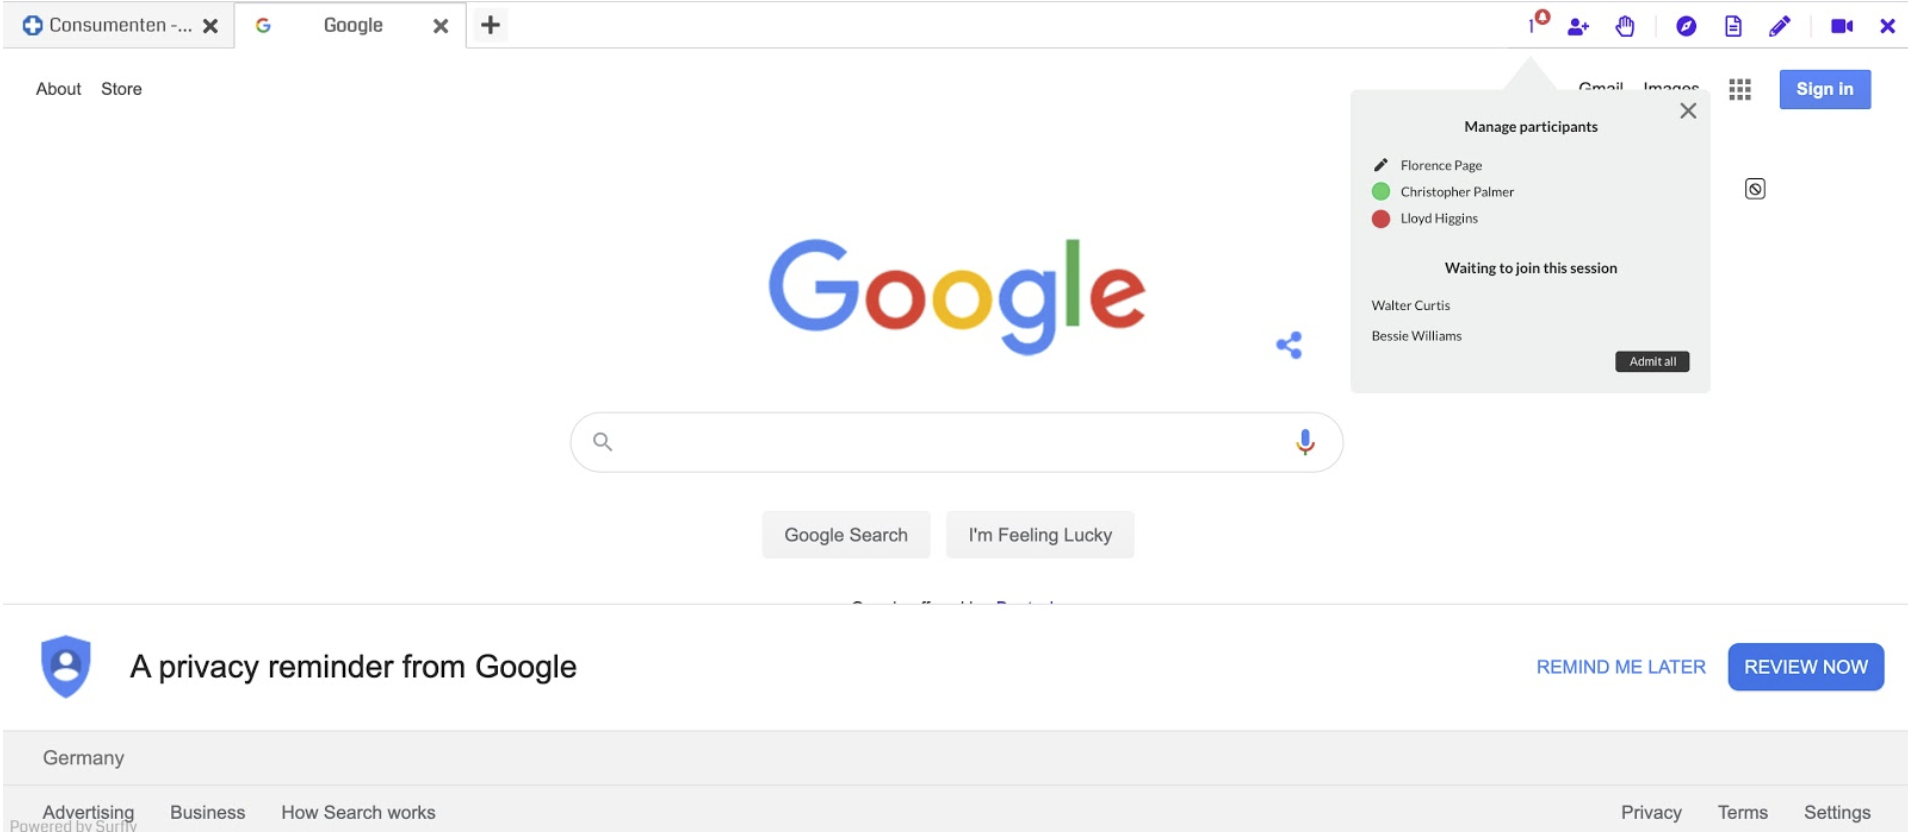 Consumenten -...
Google
1
About
Store
Gmail
Images
Sign in
Manage participants
Florence Page
Christopher Palmer
Lloyd Higgins
Waiting to join this session
Walter Curtis
Bessie Williams
Admit all
Google
Google Search
I'm Feeling Lucky
A privacy reminder from Google
REMIND ME LATER
REVIEW NOW
Germany
Advertising
Business
How Search works
Privacy
Terms
Settings
Powered by Surfly